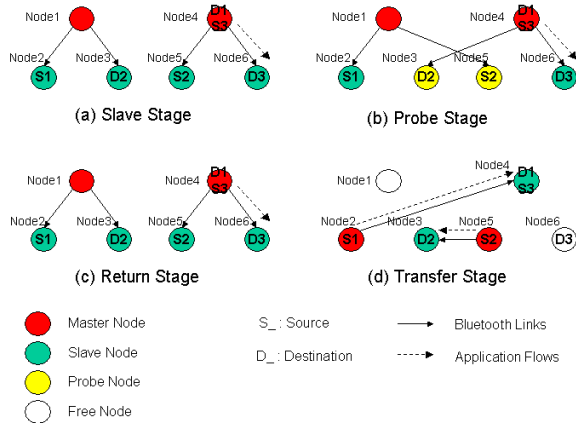 Node1
Node4
D1
S3
Node2
Node3
Node5
Node6
S1
D2
S2
D3
(a) Slave Stage
Node1
Node4
D1
S3
Node2
Node3
Node5
Node6
S1
D2
S2
D3
(b) Probe Stage
Node1
Node4
D1
S3
Node2
Node3
Node5
Node6
S1
D2
S2
D3
(c) Return Stage
Node4
Node1
D1
S3
Node2
Node3
Node5
Node6
S1
D2
S2
D3
(d) Transfer Stage
Master Node
S_ : Source
Bluetooth Links
Slave Node
D_ : Destination
Application Flows
Probe Node
Free Node